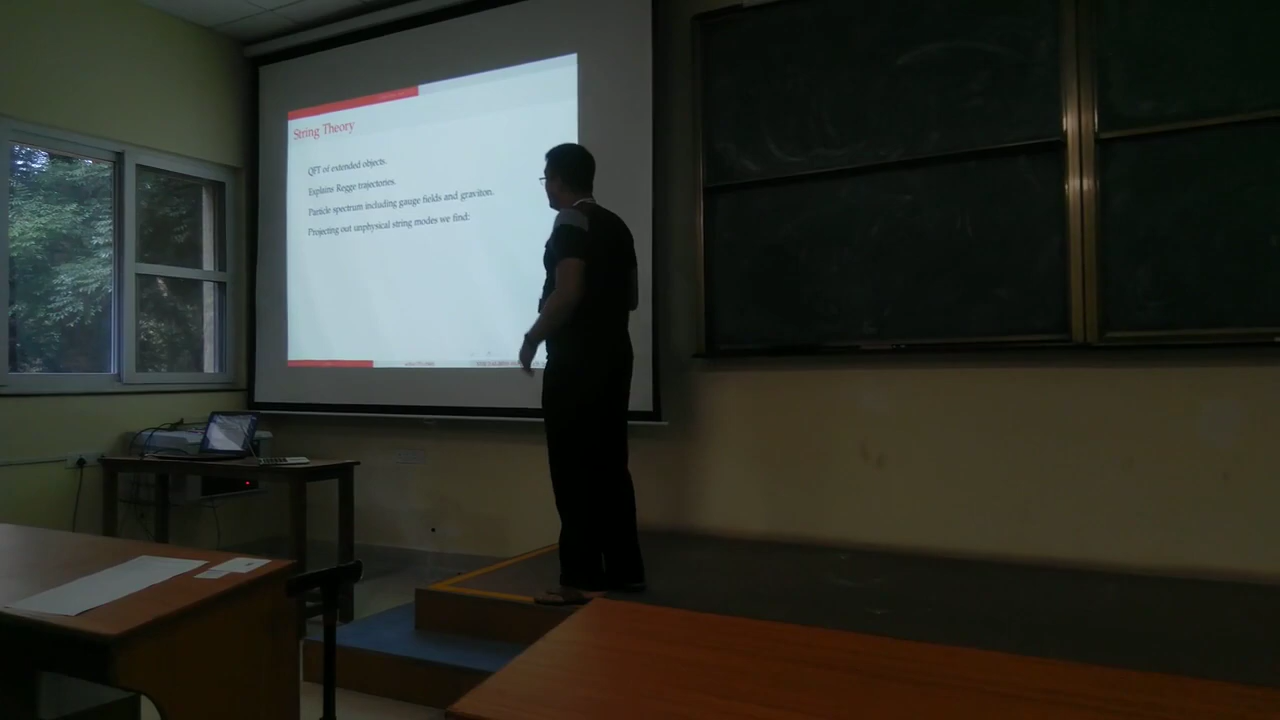 String Theory
QFT of extended objects.
Explains Regge trajectories.
Particle spectrum including gauge fields and graviton.
Projecting out unphysical string modes we find: